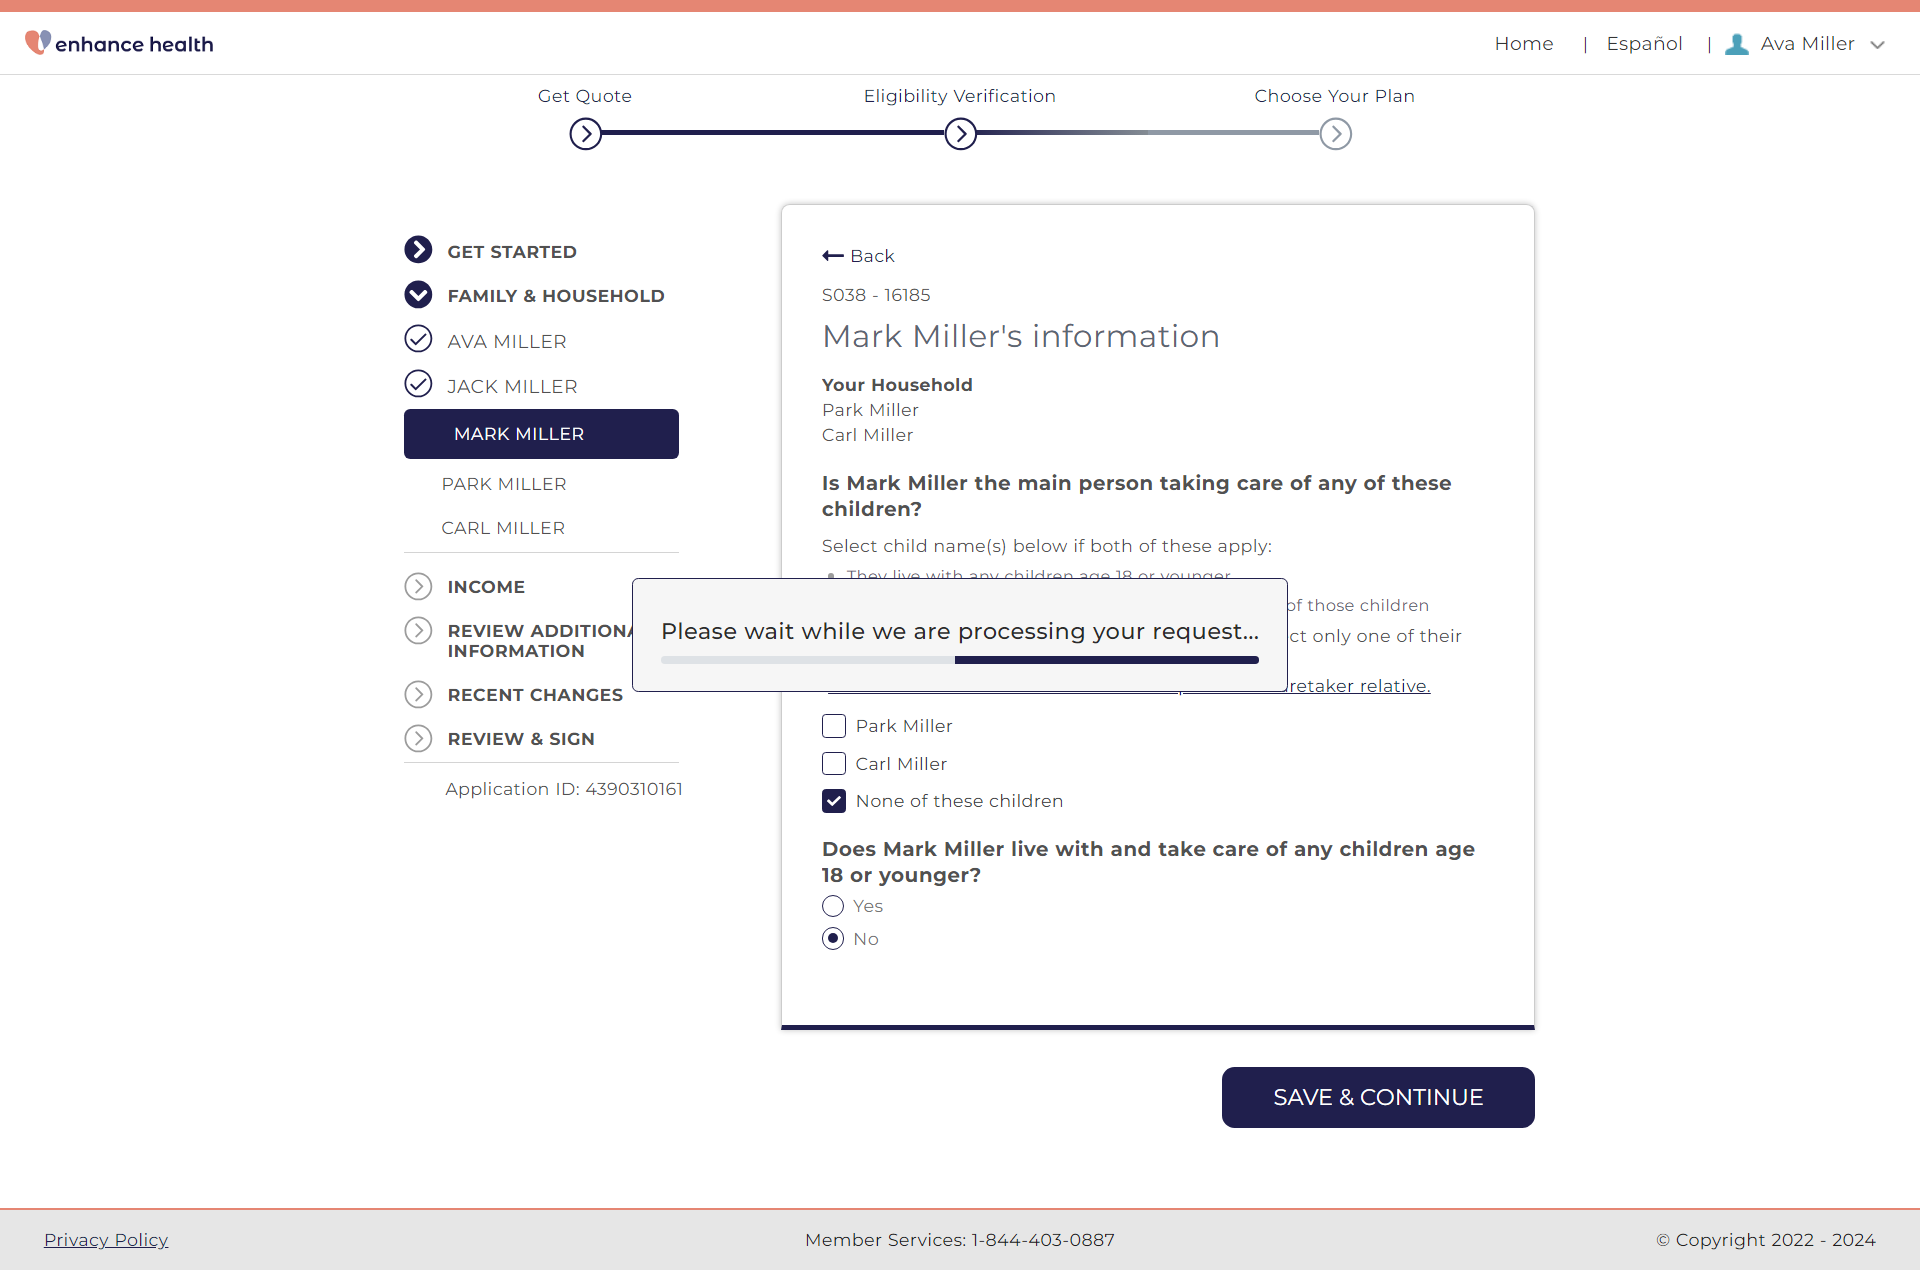 enhance health
Home | Español | Ava Miller
Get Quote
Eligibility Verification
Choose Your Plan
GET STARTED
FAMILY & HOUSEHOLD
AVA MILLER
JACK MILLER
MARK MILLER
PARK MILLER
CARL MILLER
INCOME
REVIEW ADDITIONA
INFORMATION
RECENT CHANGES
REVIEW & SIGN
Application ID: 4390310161
Back
S038 - 16185
Mark Miller's information
Your Household
Park Miller
Carl Miller
Is Mark Miller the main person taking care of any of these
children?
Select child name(s) below if both of these apply:
They live with any children age 18 or younger
of those children
ct only one of their
retaker relative.
Please wait while we are processing your request...
Park Miller
Carl Miller
None of these children
Does Mark Miller live with and take care of any children age
18 or younger?
Yes
No
SAVE & CONTINUE
Privacy Policy
Member Services: 1-844-403-0887
© Copyright 2022 - 2024